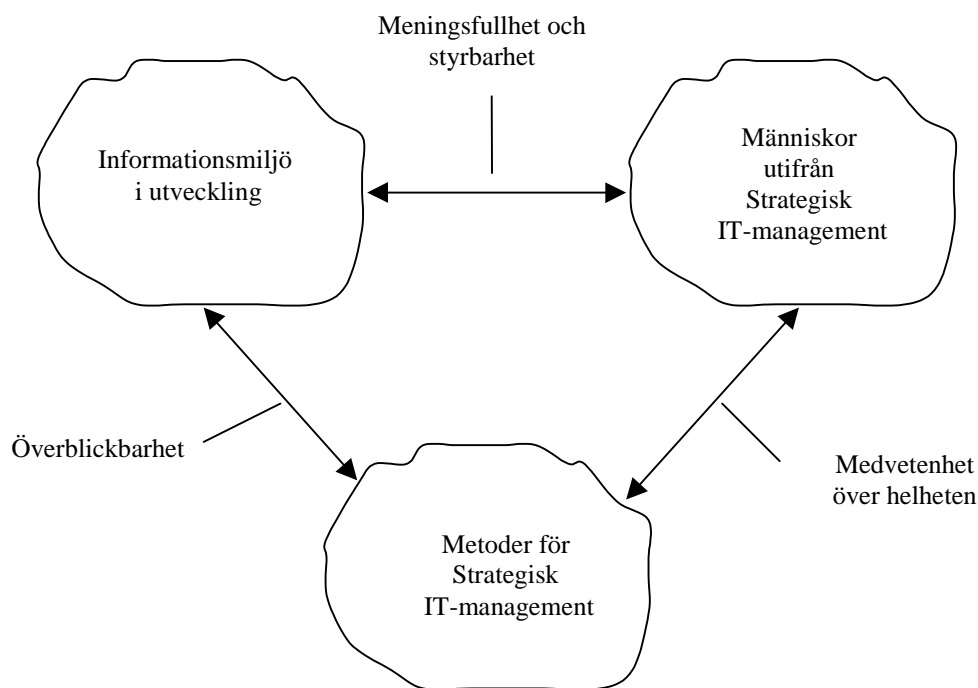 Meningsfullhet och
styrbarhet
Informationsmiljö
i utveckling
Människor
utifrån
Strategisk
IT-management
Överblickbarhet
Medvetenhet
över helheten
Metoder för
Strategisk
IT-management